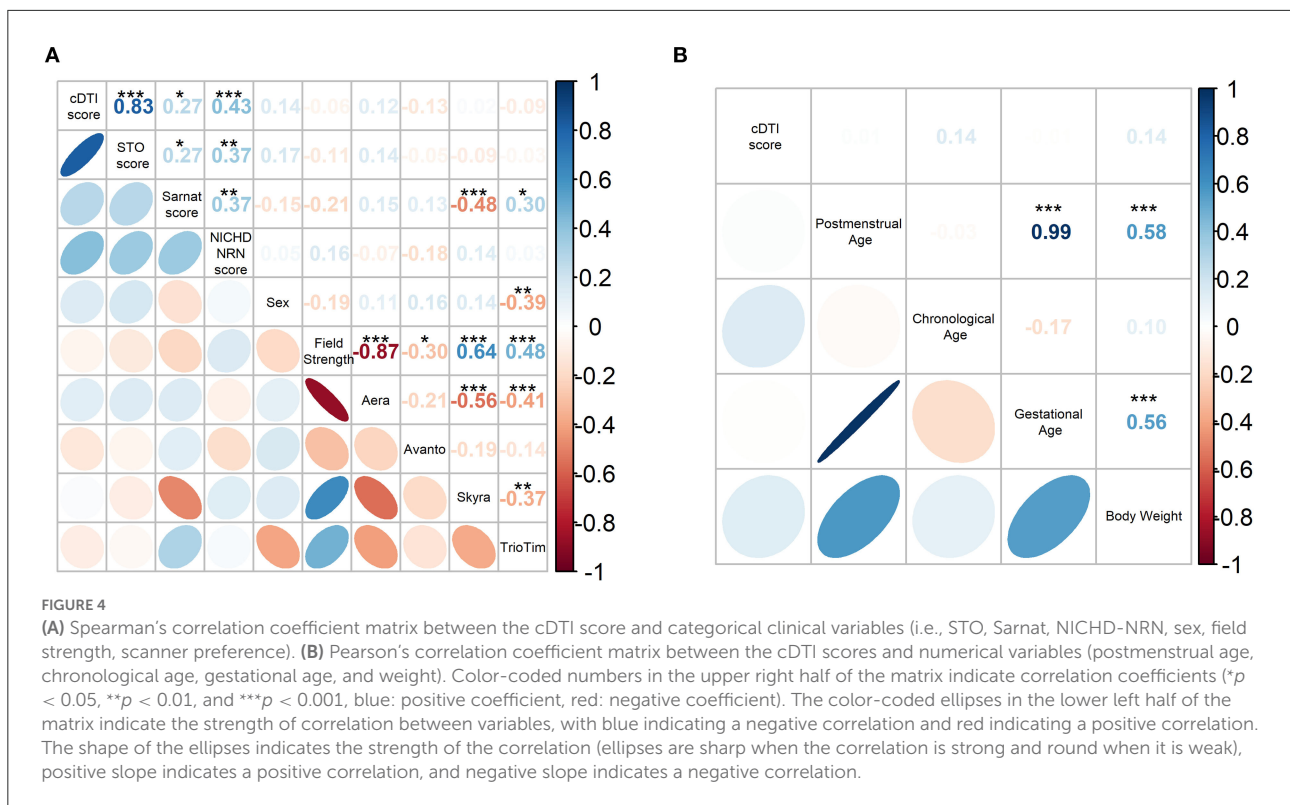 A
cDTI score *** 0.83 * 0.27 *** 0.43 0.14 -0.06 0.12 -0.13 0.02 -0.09
STO score * 0.27 ** 0.37 0.17 -0.11 0.14 -0.05 -0.09 -0.03
Sarnat score ** 0.37 -0.15 -0.21 0.15 0.13 *** -0.48 * 0.30
NICHD NRN score 0.05 0.16 -0.07 -0.18 0.14 0.03
Sex -0.19 0.11 0.16 0.14 ** -0.39
Field Strength *** -0.87 * -0.30 *** 0.64 *** 0.48
Aera -0.21 *** -0.56 *** -0.41
Avanto -0.19 -0.14
Skyra ** -0.37
TrioTim
1
0.8
0.6
0.4
0.2
0
-0.2
-0.4
-0.6
-0.8
-1
B
cDTI score 0.14 0.14
Postmenstrual Age -0.03 *** 0.99 *** 0.58
Chronological Age -0.17 0.10
Gestational Age *** 0.56
Body Weight
1
0.8
0.6
0.4
0.2
0
-0.2
-0.4
-0.6
-0.8
-1
FIGURE 4
(A) Spearman's correlation coefficient matrix between the cDTI score and categorical clinical variables (i.e., STO, Sarnat, NICHD-NRN, sex, field
strength, scanner preference). (B) Pearson's correlation coefficient matrix between the cDTI scores and numerical variables (postmenstrual age,
chronological age, gestational age, and weight). Color-coded numbers in the upper right half of the matrix indicate correlation coefficients (*p
< 0.05, **p < 0.01, and ***p < 0.001, blue: positive coefficient, red: negative coefficient). The color-coded ellipses in the lower left half of the
matrix indicate the strength of correlation between variables, with blue indicating a negative correlation and red indicating a positive correlation.
The shape of the ellipses indicates the strength of the correlation (ellipses are sharp when the correlation is strong and round when it is weak),
positive slope indicates a positive correlation, and negative slope indicates a negative correlation.